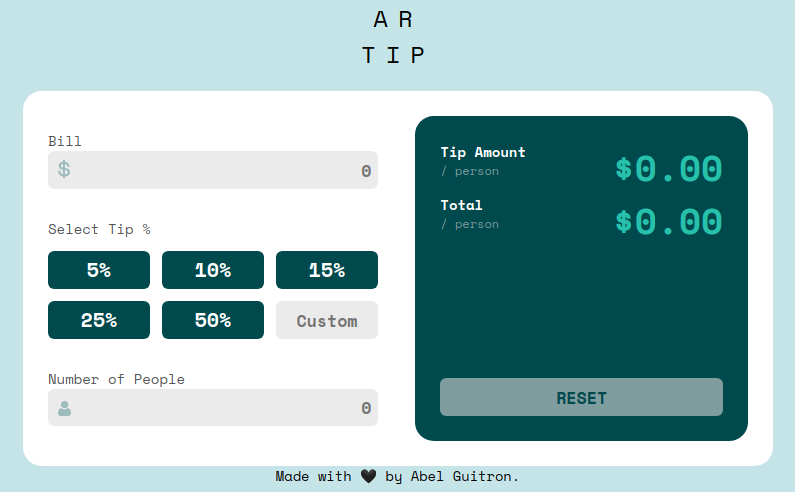 A R
T I P
Bill
$ 0
Select Tip %
5% 10% 15%
25% 50% Custom
Number of People
0
Tip Amount
/ person
$0.00
Total
/ person
$0.00
RESET
Made with 🖤 by Abel Guitron.